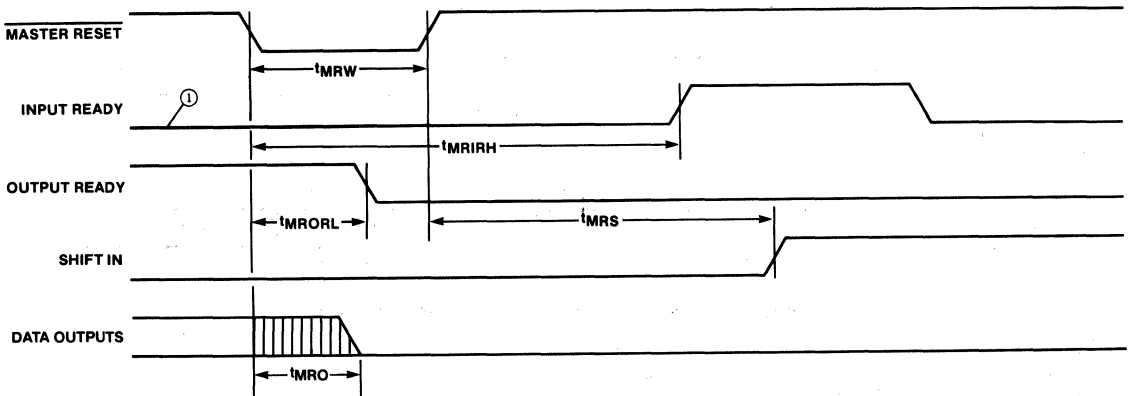 MASTER RESET
tMRW
INPUT READY
1
tMRIRH
OUTPUT READY
tMRORL
tMRS
SHIFT IN
DATA OUTPUTS
tMRO